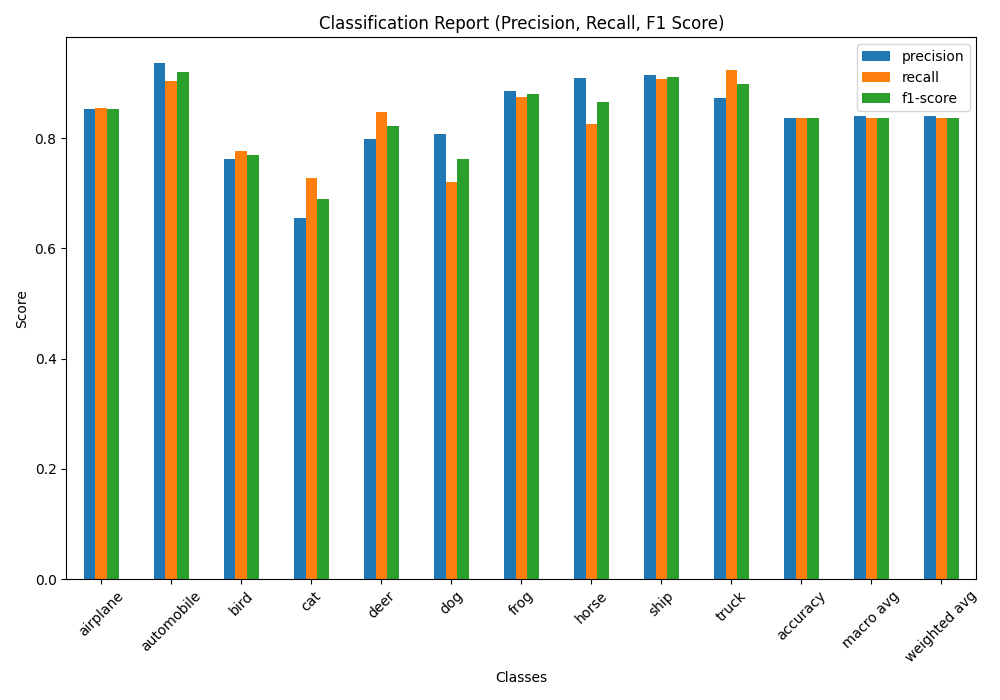 Classification Report (Precision, Recall, F1 Score)
precision
recall
f1-score
Score
0.8
0.6
0.4
0.2
0.0
airplane
automobile
bird
cat
deer
dog
frog
horse
ship
truck
accuracy
macro avg
weighted avg
Classes